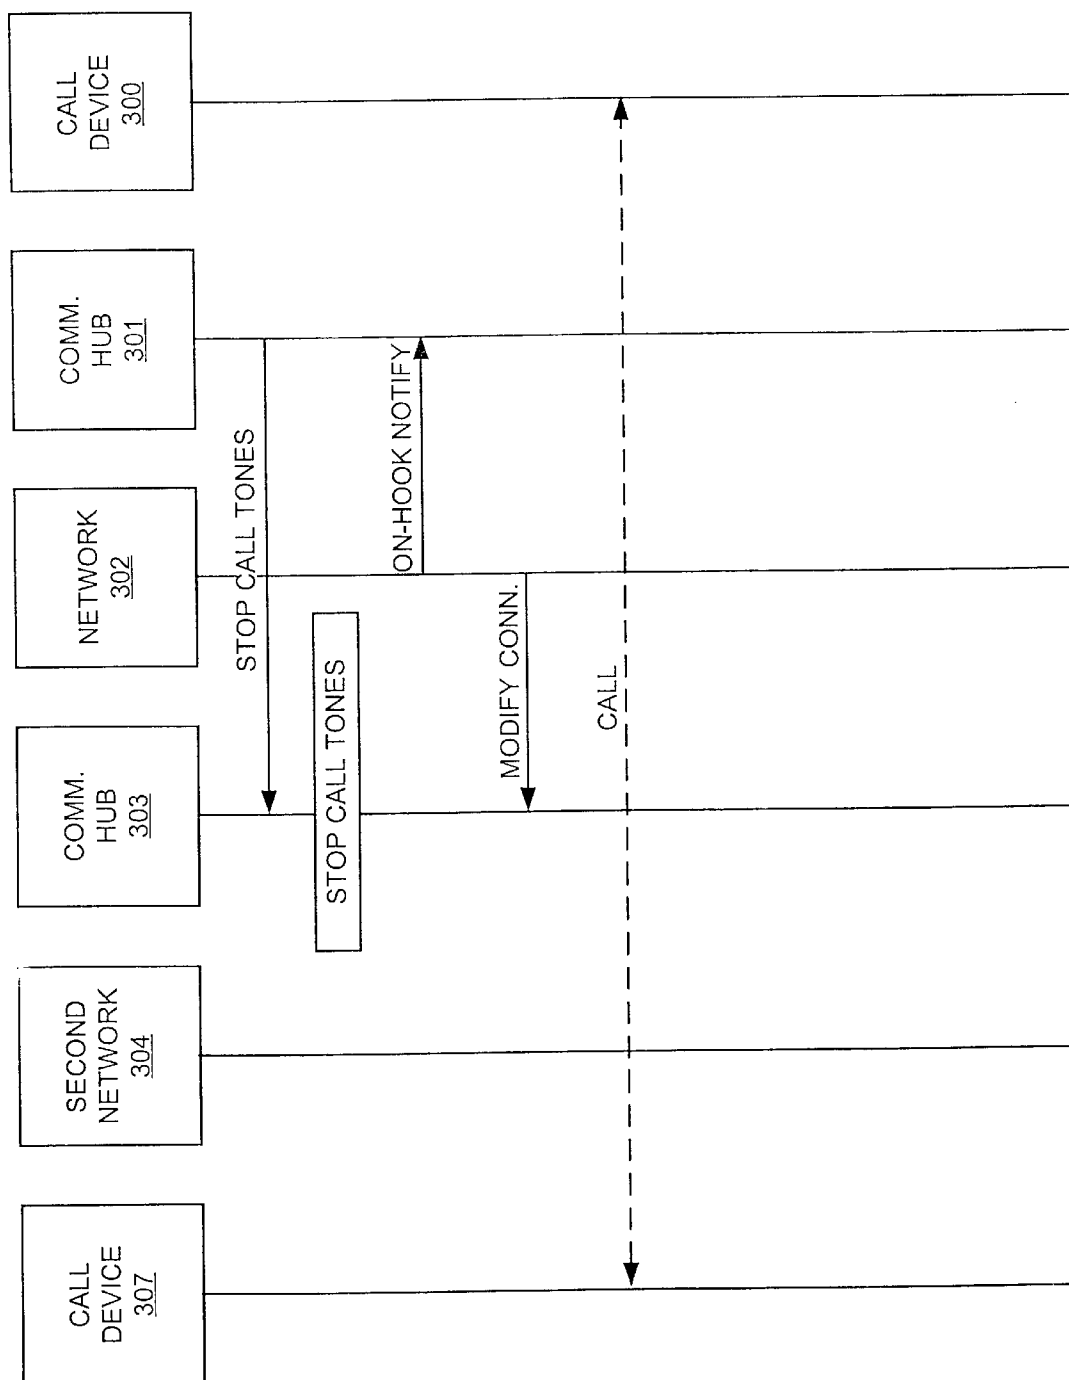 CALL
DEVICE
307
SECOND
NETWORK
304
COMM.
HUB
303
NETWORK
302
COMM.
HUB
301
CALL
DEVICE
300
STOP CALL TONES
STOP CALL TONES
ON-HOOK NOTIFY
MODIFY CONN.
CALL